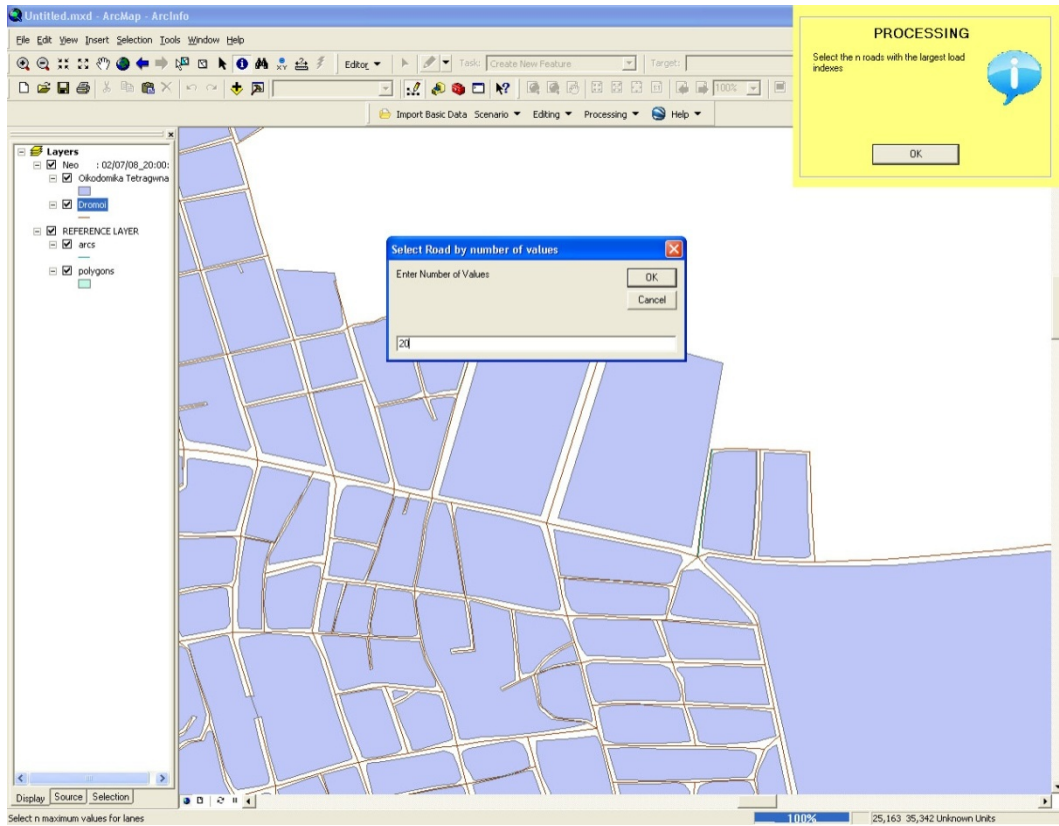 Untitled.mxd - ArcMap - ArcInfo
File Edit View Insert Selection Tools Window Help
Editor Task: Create New Feature Target:
100%
Import Basic Data Scenario Editing Processing Help
PROCESSING
Select the n roads with the largest load
indexes
OK
Layers
Neo : 02/07/08_20:00:
Oikodomika Tetragwna
Dromoi
REFERENCE LAYER
arcs
polygons
Select Road by number of values
Enter Number of Values
OK
Cancel
20
Display Source Selection
Select n maximum values for lanes
100%
25,163 35,342 Unknown Units